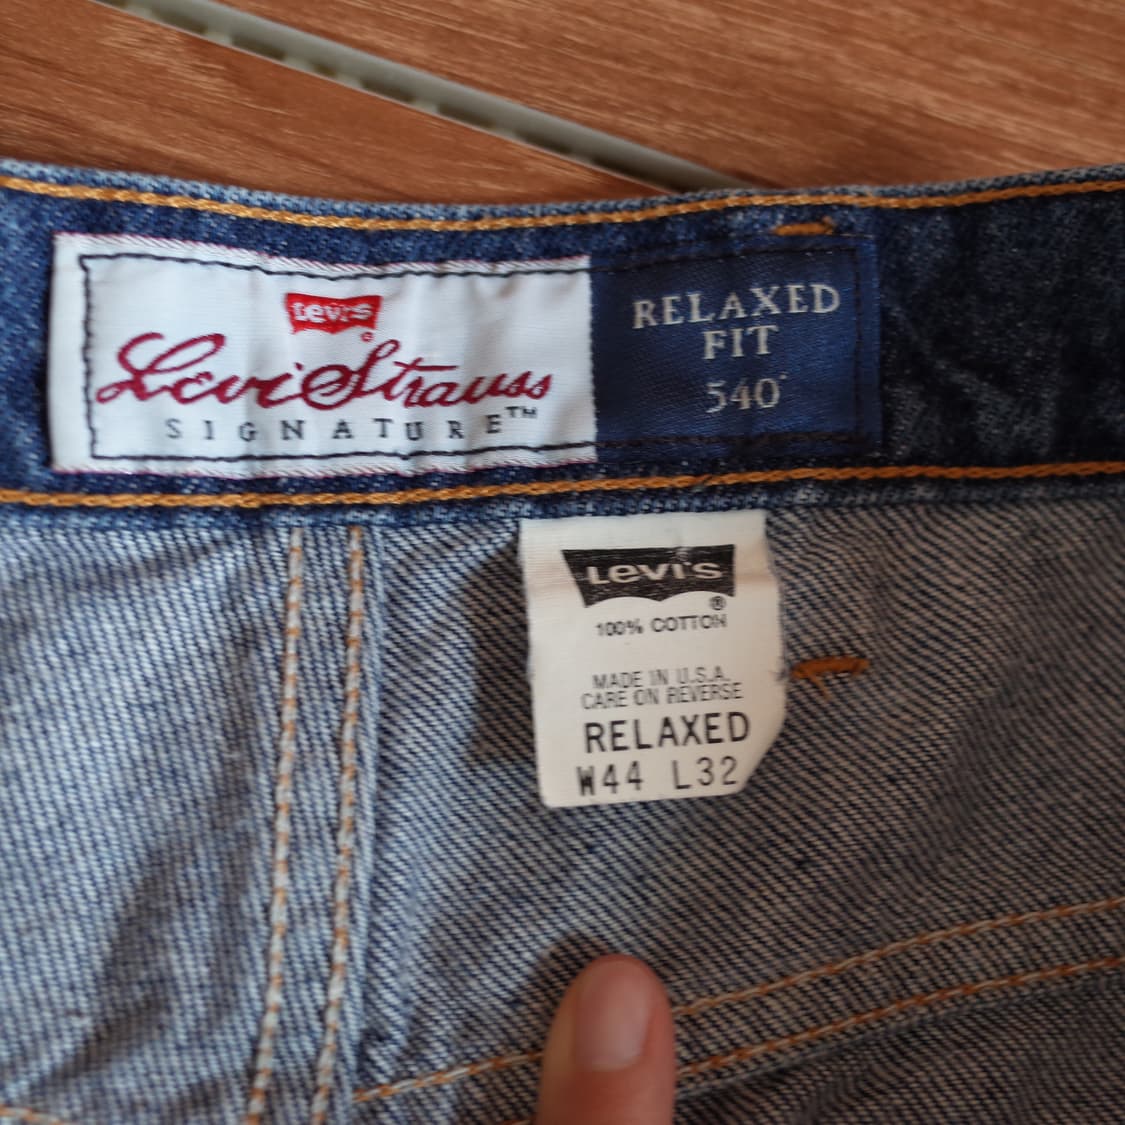 Levi's
Levi Strauss
SIGNATURE™
RELAXED
FIT
540
Levi's
®
100% COTTON
MADE IN U.S.A.
CARE ON REVERSE
RELAXED
W44 L32